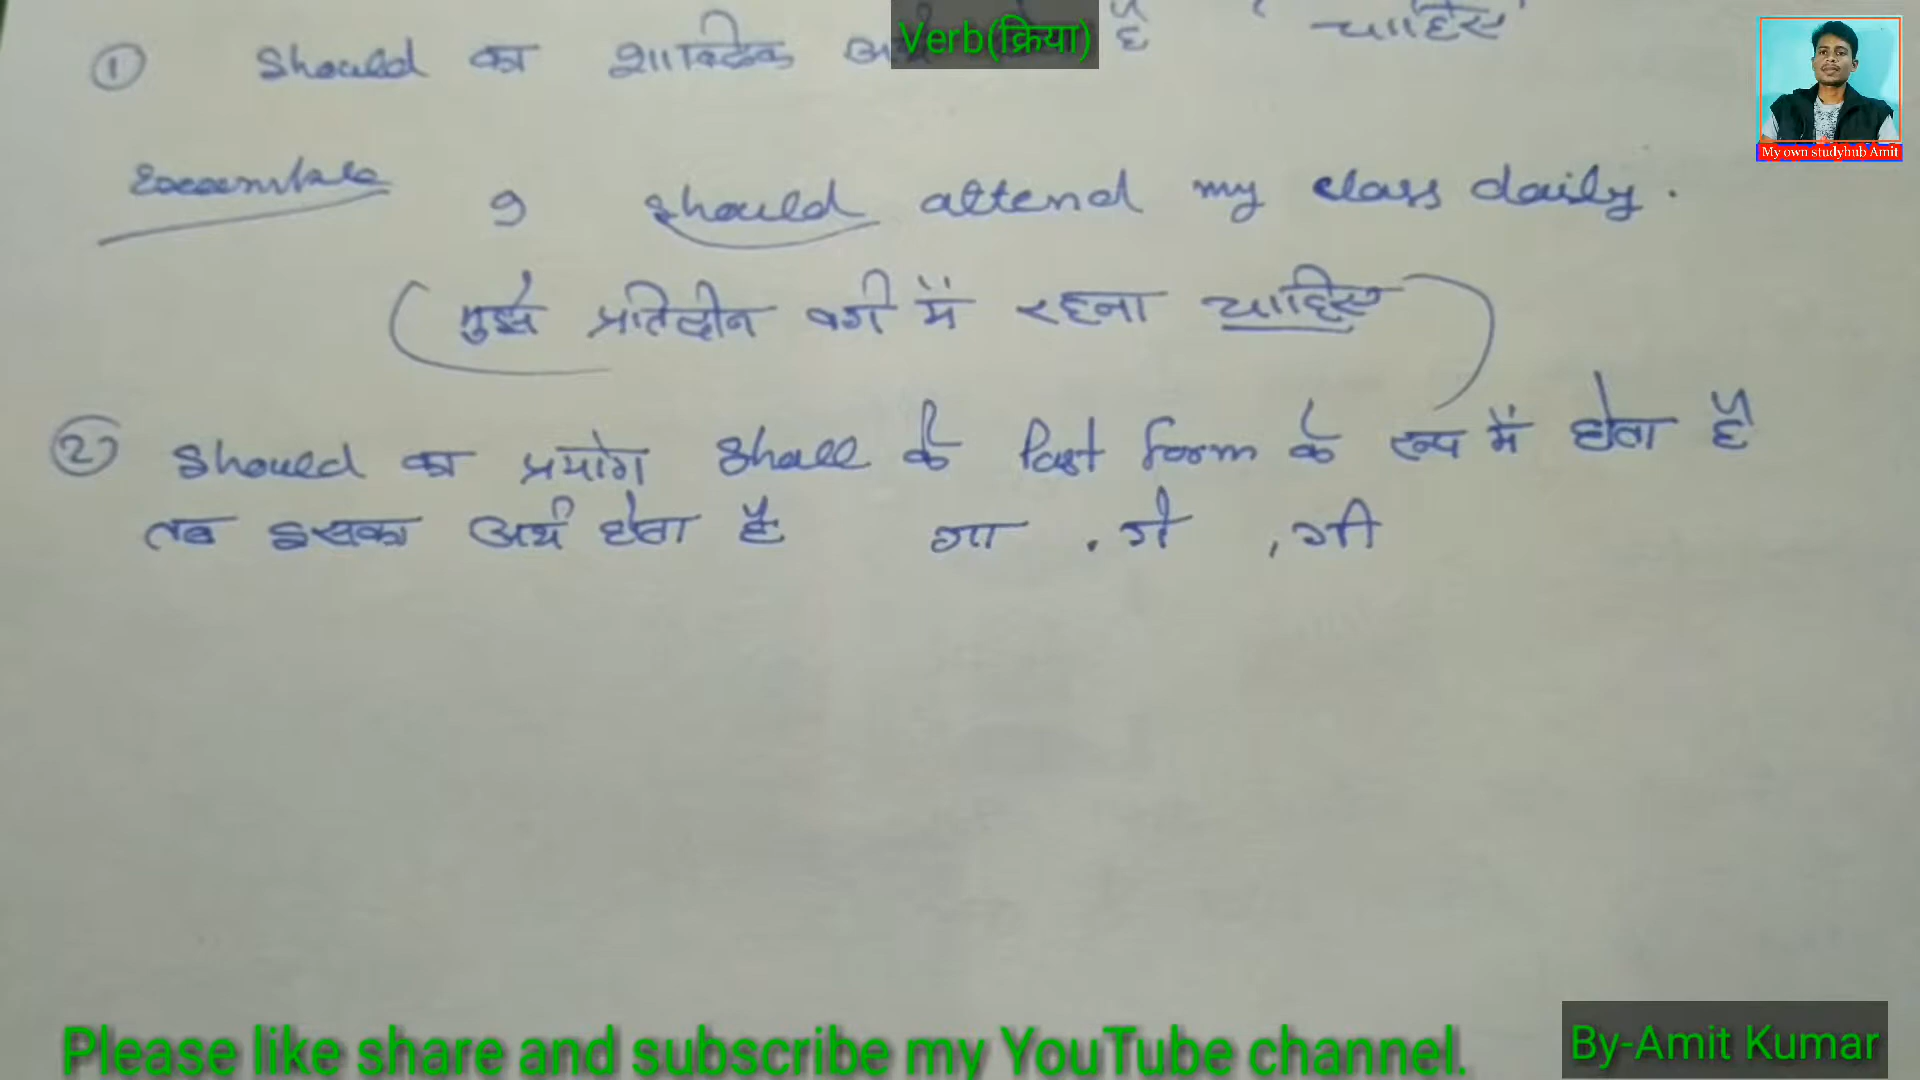 Verb(क्रिया)
① Should का शाब्दिक अर्थ है चाहिए
My own studyhub Amit
I should attend my class daily.
(मुझे प्रतिदीन वर्ग में रहना चाहिए)
② Should का प्रयोग Shall के Past form के रूप में होता है
तब इसका अर्थ होता है गा , गे , गी
Please like share and subscribe my YouTube channel.
By-Amit Kumar